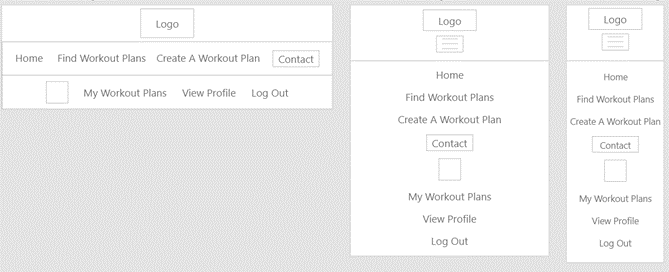 Logo
Home Find Workout Plans Create A Workout Plan Contact
My Workout Plans View Profile Log Out
Logo
Home
Find Workout Plans
Create A Workout Plan
Contact
My Workout Plans
View Profile
Log Out
Logo
Home
Find Workout Plans
Create A Workout Plan
Contact
My Workout Plans
View Profile
Log Out